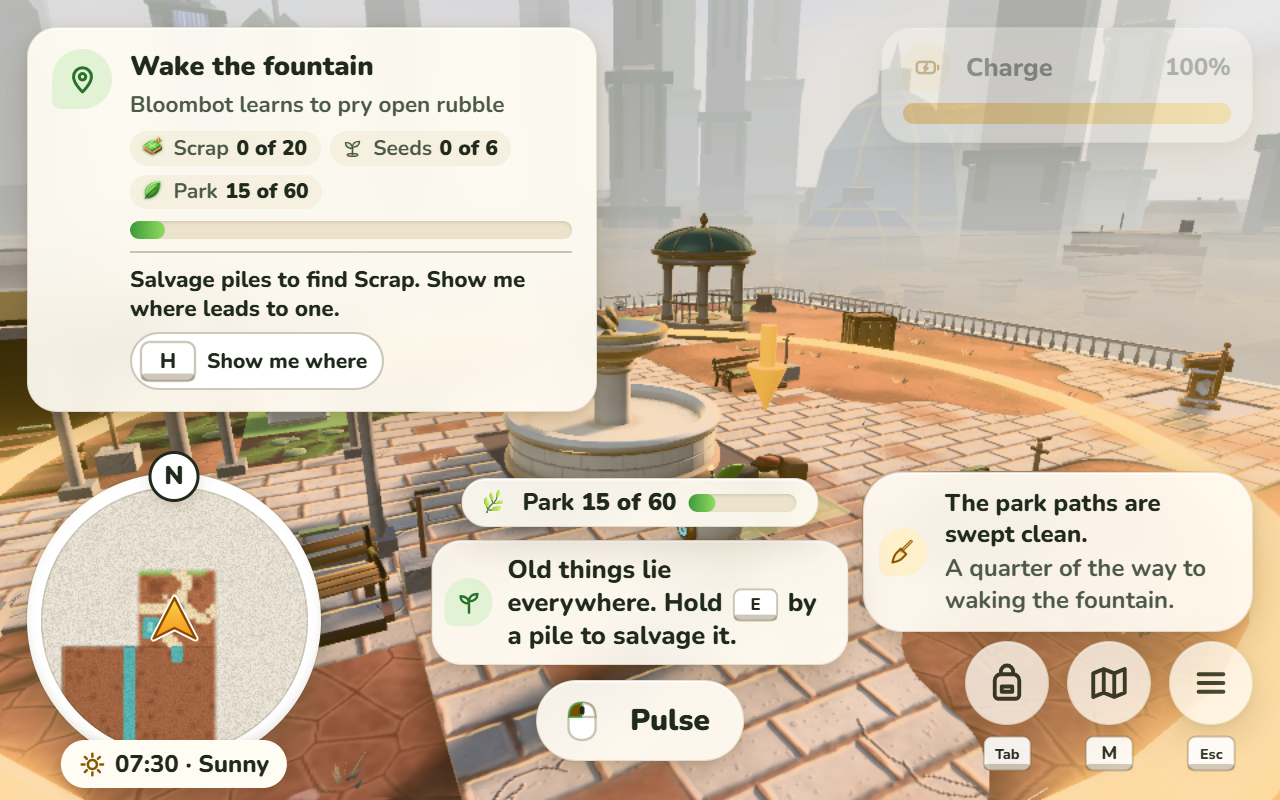 Wake the fountain
Bloombot learns to pry open rubble
Scrap 0 of 20
Seeds 0 of 6
Park 15 of 60
Salvage piles to find Scrap. Show me
where leads to one.
H Show me where
Charge 100%
N
07:30 · Sunny
Park 15 of 60
Old things lie
everywhere. Hold E by
a pile to salvage it.
Pulse
The park paths are
swept clean.
A quarter of the way to
waking the fountain.
Tab
M
Esc